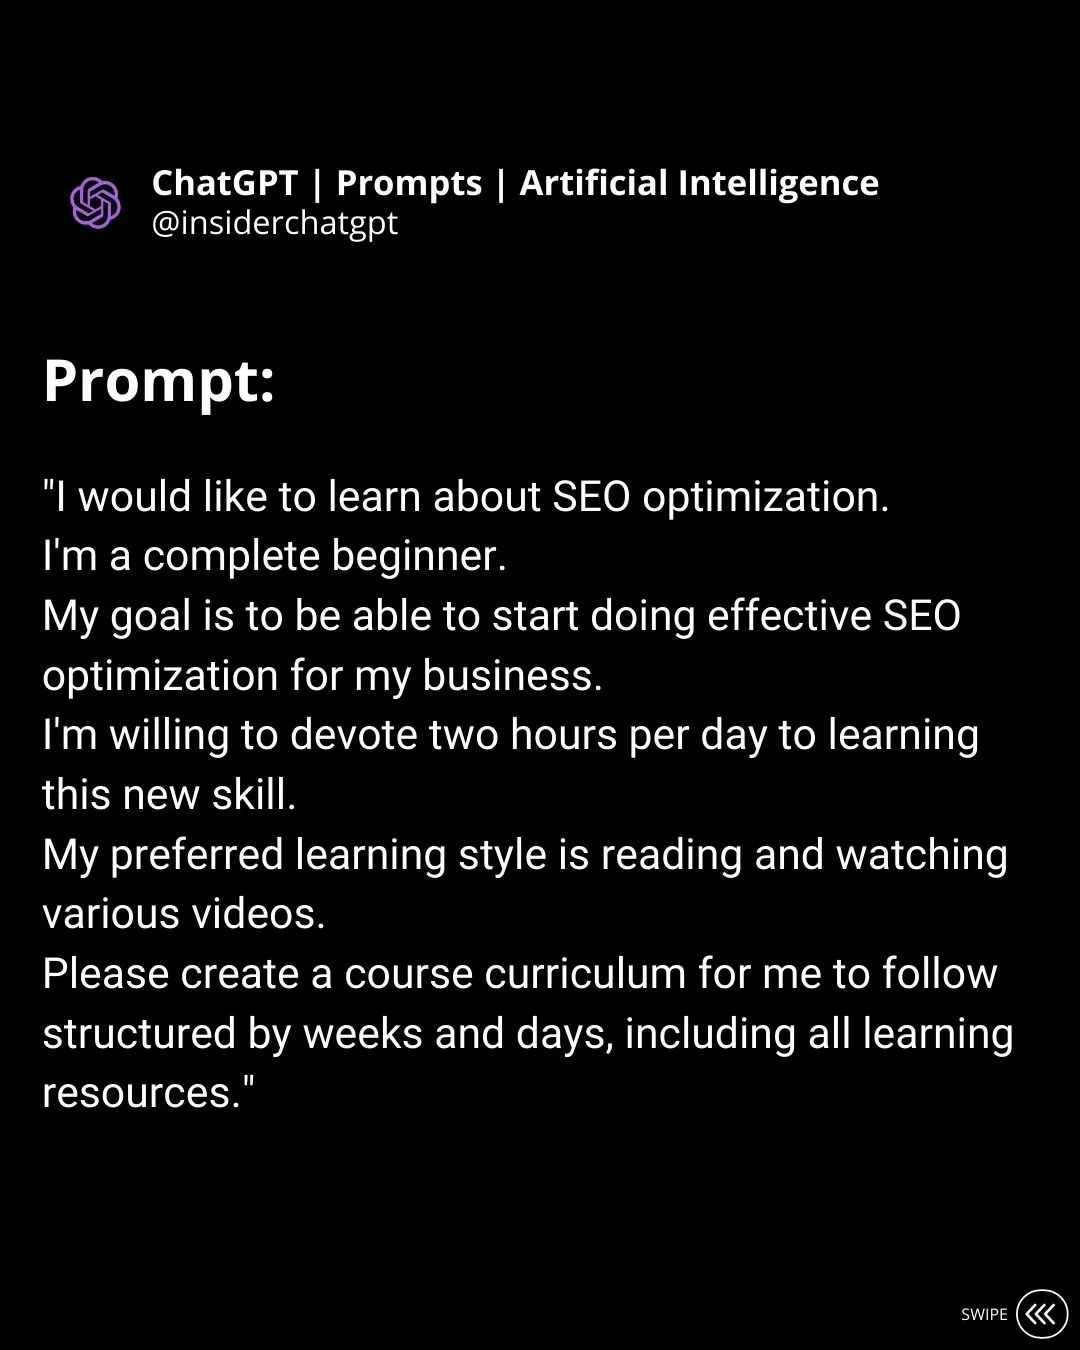 ChatGPT | Prompts | Artificial Intelligence
@insiderchatgpt
Prompt:
"I would like to learn about SEO optimization.
I'm a complete beginner.
My goal is to be able to start doing effective SEO
optimization for my business.
I'm willing to devote two hours per day to learning
this new skill.
My preferred learning style is reading and watching
various videos.
Please create a course curriculum for me to follow
structured by weeks and days, including all learning
resources."
SWIPE